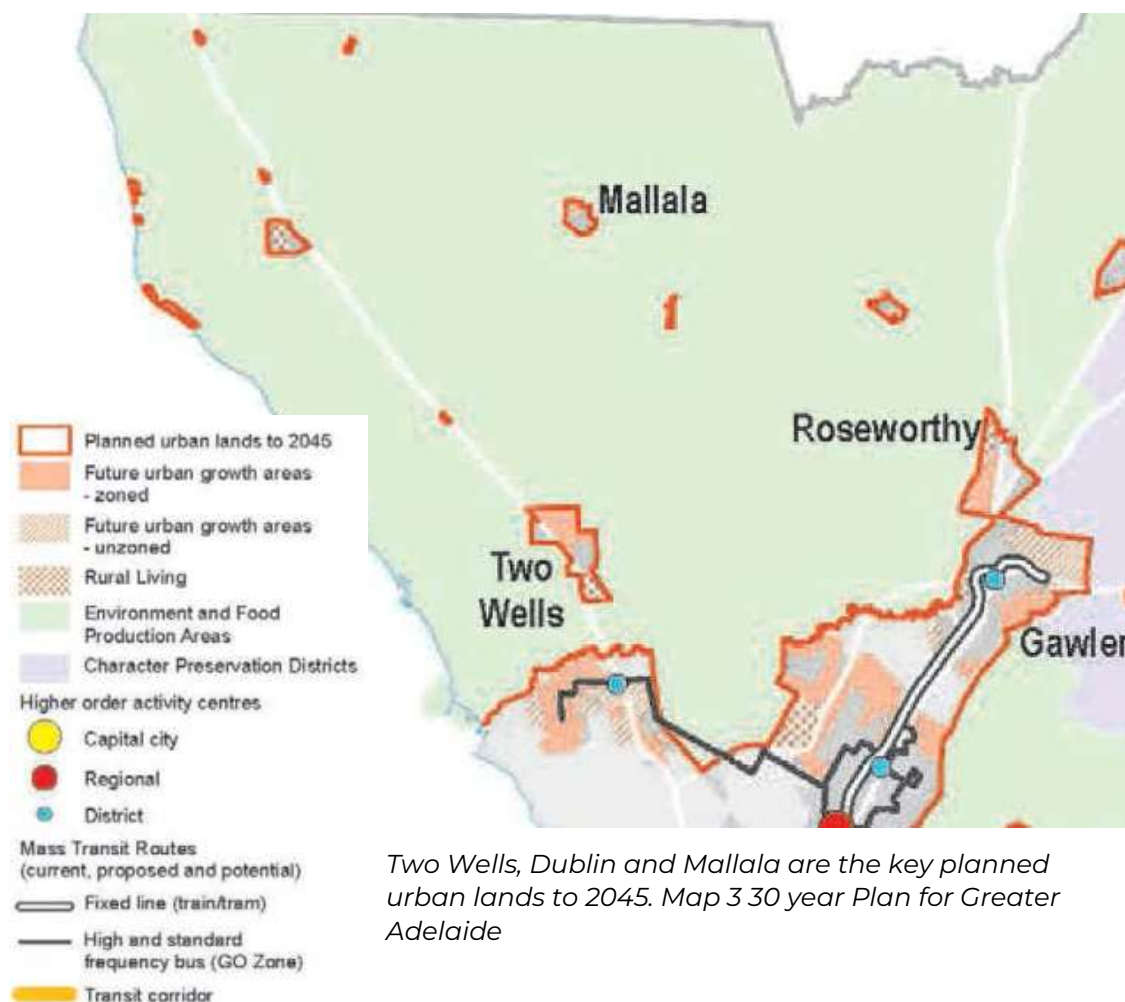 Mallala
Roseworthy
Two
Wells
Gawler
Planned urban lands to 2045
Future urban growth areas
- zoned
Future urban growth areas
- unzoned
Rural Living
Environment and Food
Production Areas
Character Preservation Districts
Higher order activity centres
Capital city
Regional
District
Mass Transit Routes
(current, proposed and potential)
Fixed line (train/tram)
High and standard
frequency bus (GO Zone)
Transit corridor
Two Wells, Dublin and Mallala are the key planned
urban lands to 2045. Map 3 30 year Plan for Greater
Adelaide